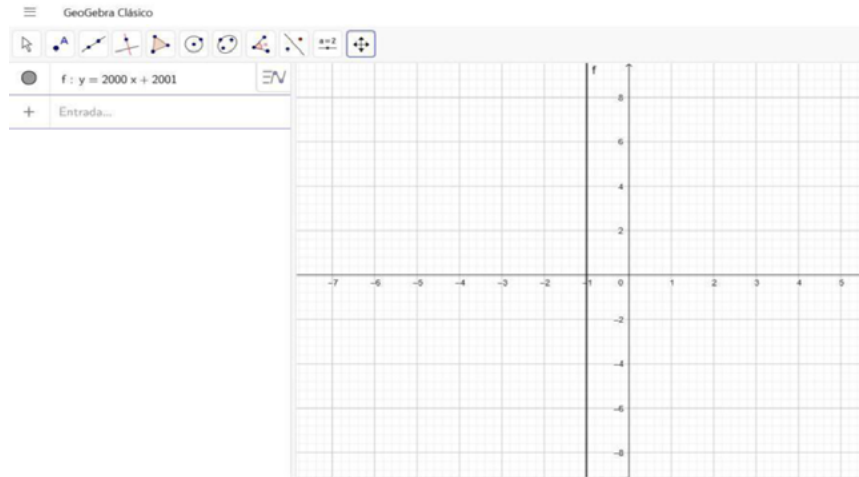 GeoGebra Clásico
A
a=2
f : y = 2000 x + 2001
Entrada...
f
8
6
4
2
-7 -6 -5 -4 -3 -2 -1 0 1 2 3 4 5
-2
-4
-6
-8